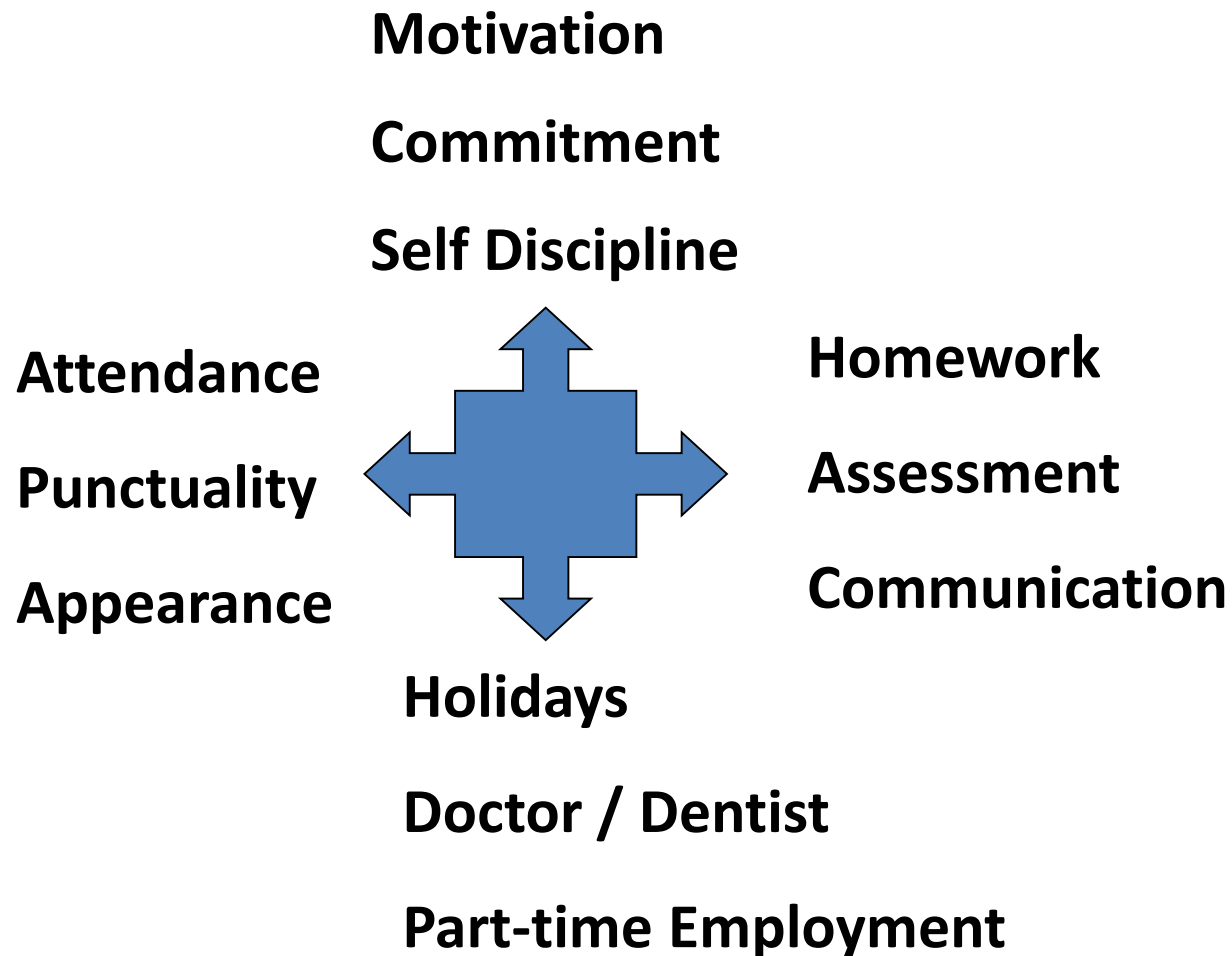 Motivation
Commitment
Self Discipline
Attendance
Punctuality
Appearance
Homework
Assessment
Communication
Holidays
Doctor / Dentist
Part-time Employment